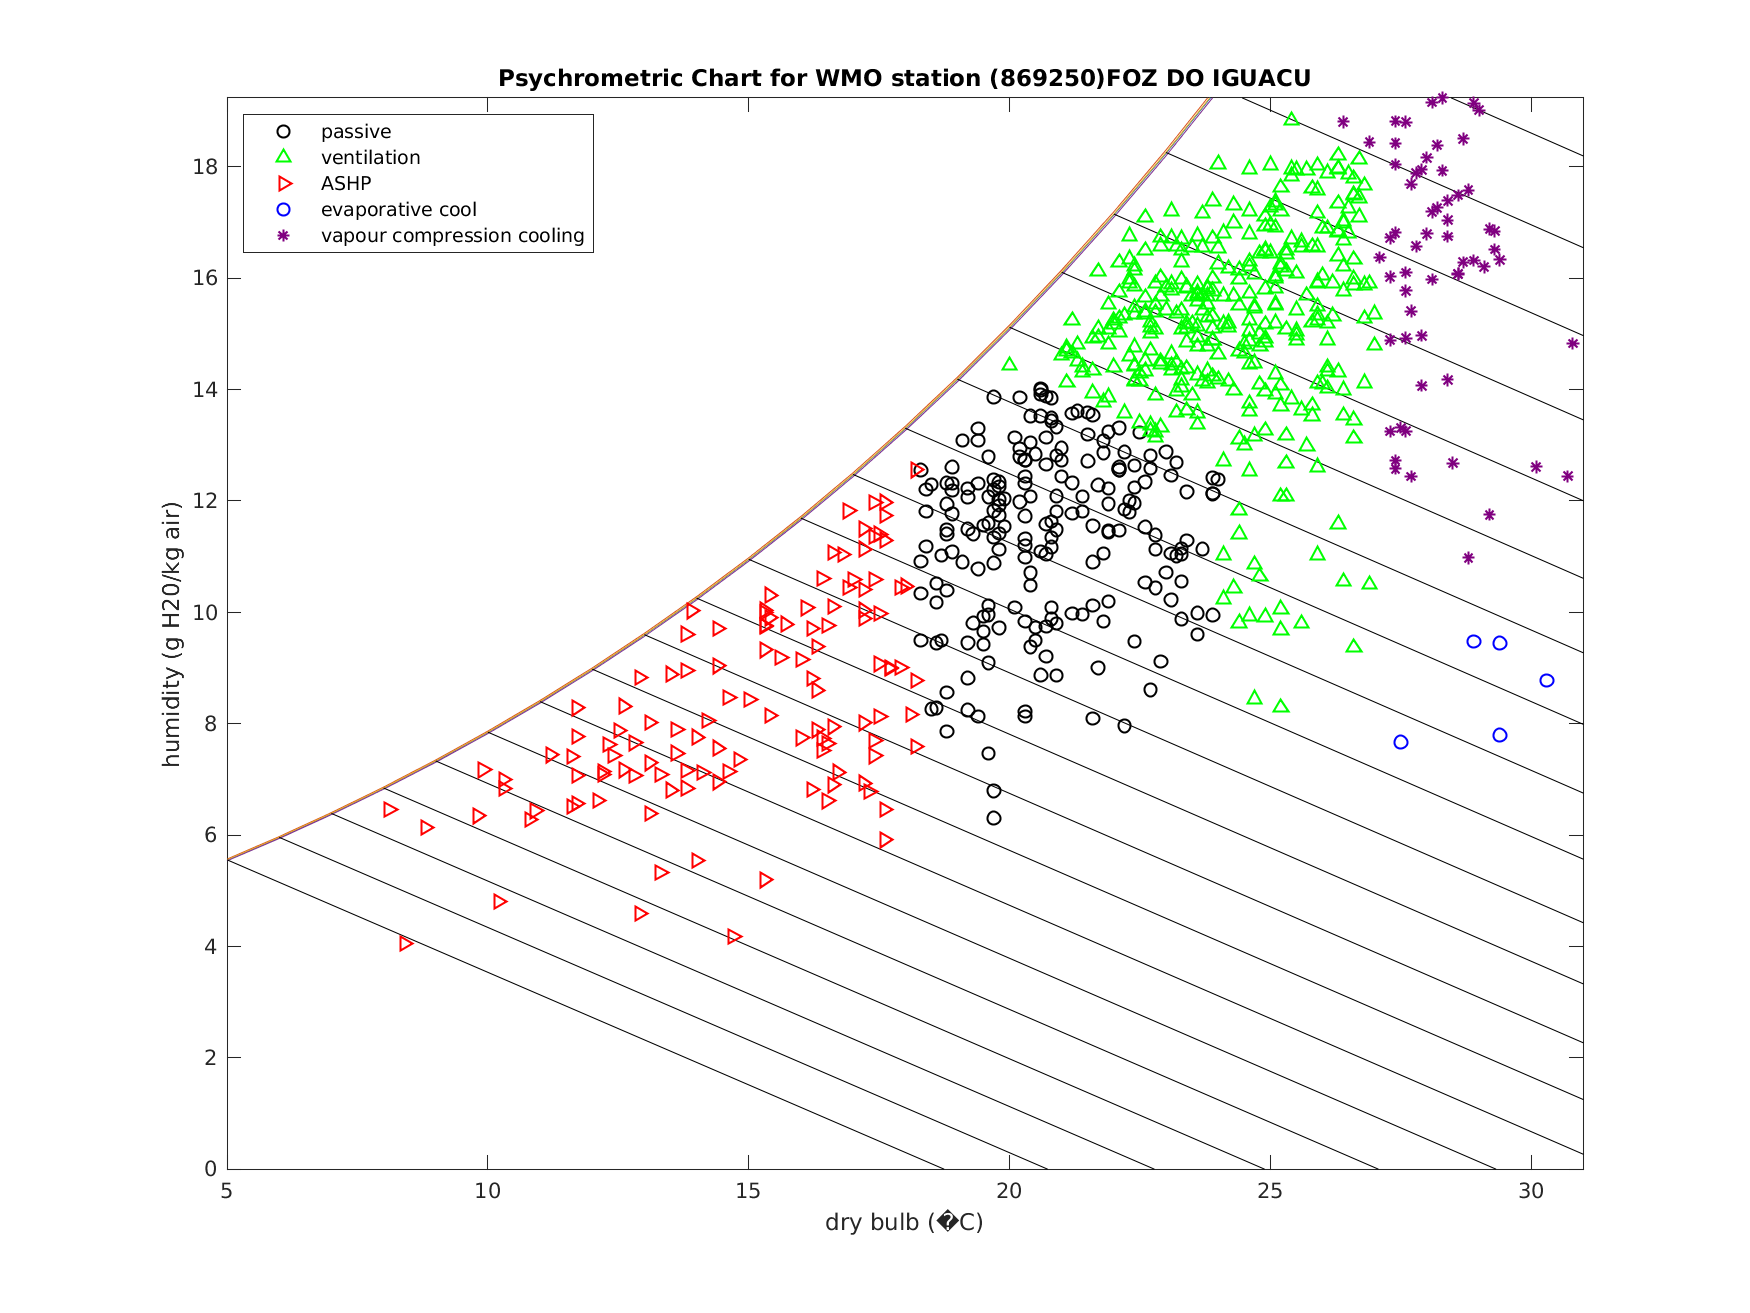 Psychrometric Chart for WMO station (869250)FOZ DO IGUACU
passive
ventilation
ASHP
evaporative cool
vapour compression cooling
humidity (g H20/kg air)
18
16
14
12
10
8
6
4
2
0
5 10 15 20 25 30
dry bulb (�C)